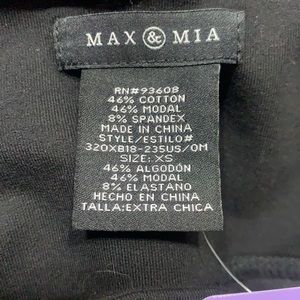 MAX & MIA
RN#93608
46% COTTON
46% MODAL
8% SPANDEX
MADE IN CHINA
STYLE/ESTILO#
320XB18-235US/OM
SIZE: XS
46% ALGODÓN
46% MODAL
8% ELASTANO
HECHO EN CHINA
TALLA:EXTRA CHICA